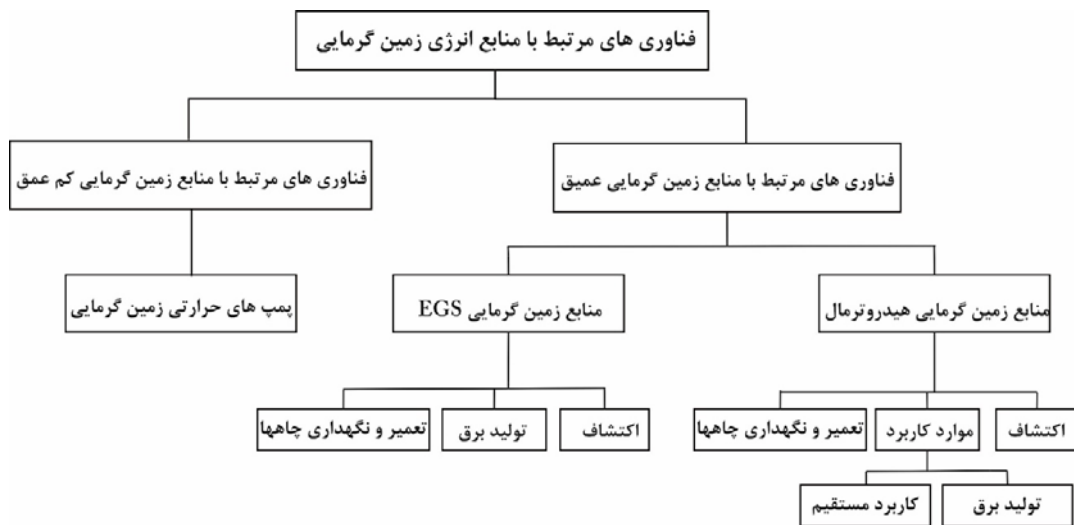 فناوری های مرتبط با منابع انرژی زمین گرمایی
فناوری های مرتبط با منابع زمین گرمایی عمیق
فناوری های مرتبط با منابع زمین گرمایی کم عمق
منابع زمین گرمایی هیدروترمال
منابع زمین گرمایی EGS
پمپ های حرارتی زمین گرمایی
اکتشاف
موارد کاربرد
تعمیر و نگهداری چاهها
اکتشاف
تولید برق
تعمیر و نگهداری چاهها
تولید برق
کاربرد مستقیم